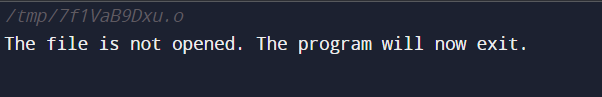 /tmp/7f1VaB9Dxu.o
The file is not opened. The program will now exit.